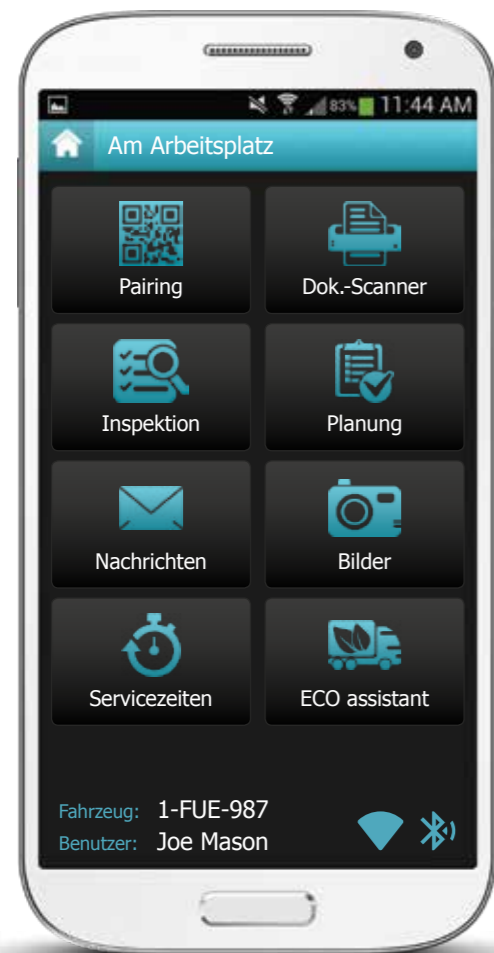 83% 11:44 AM
Am Arbeitsplatz
Pairing
Dok.-Scanner
Inspektion
Planung
Nachrichten
Bilder
Servicezeiten
ECO assistant
Fahrzeug: 1-FUE-987
Benutzer: Joe Mason